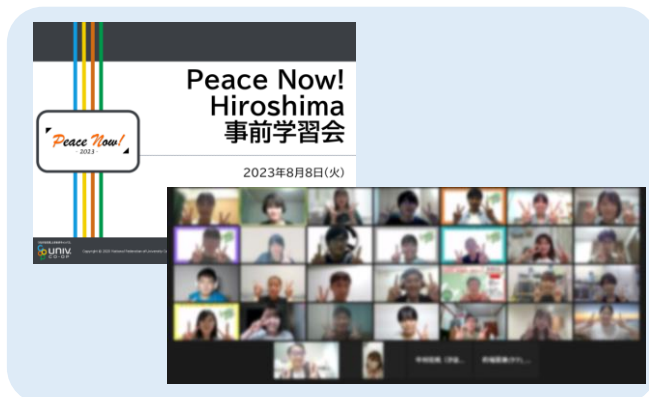 Peace Now!
Hiroshima
事前学習会
Peace Now!
- 2023 -
2023年8月8日(火)
univ.
CO-OP